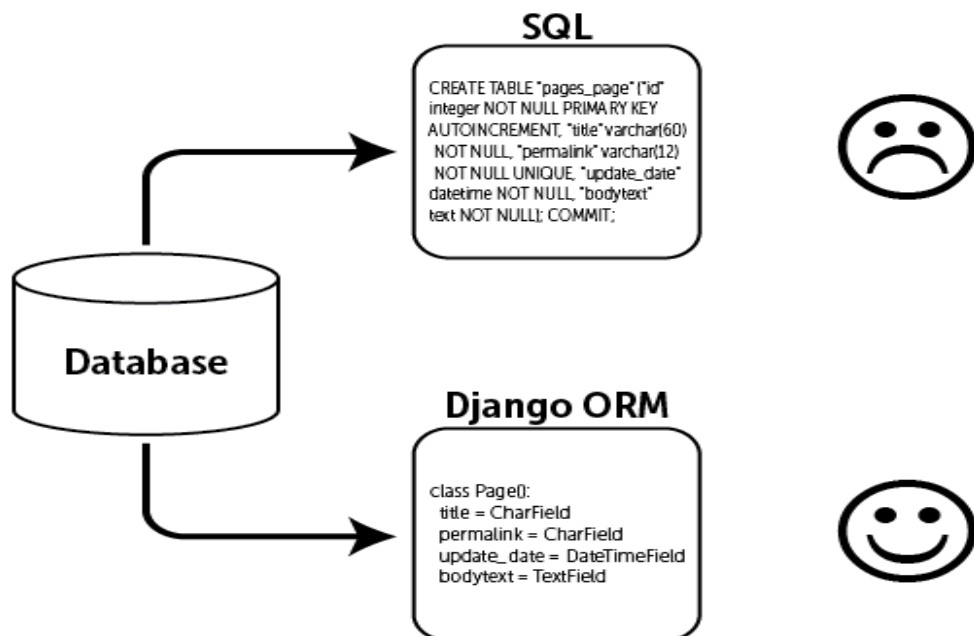 SQL
CREATE TABLE "pages_page" ("id"
integer NOT NULL PRIMARY KEY
AUTOINCREMENT, "title" varchar(60)
NOT NULL, "permalink" varchar(12)
NOT NULL UNIQUE, "update_date"
datetime NOT NULL, "bodytext"
text NOT NULL); COMMIT;
Database
Django ORM
class Page():
title = CharField
permalink = CharField
update_date = DateTimeField
bodytext = TextField